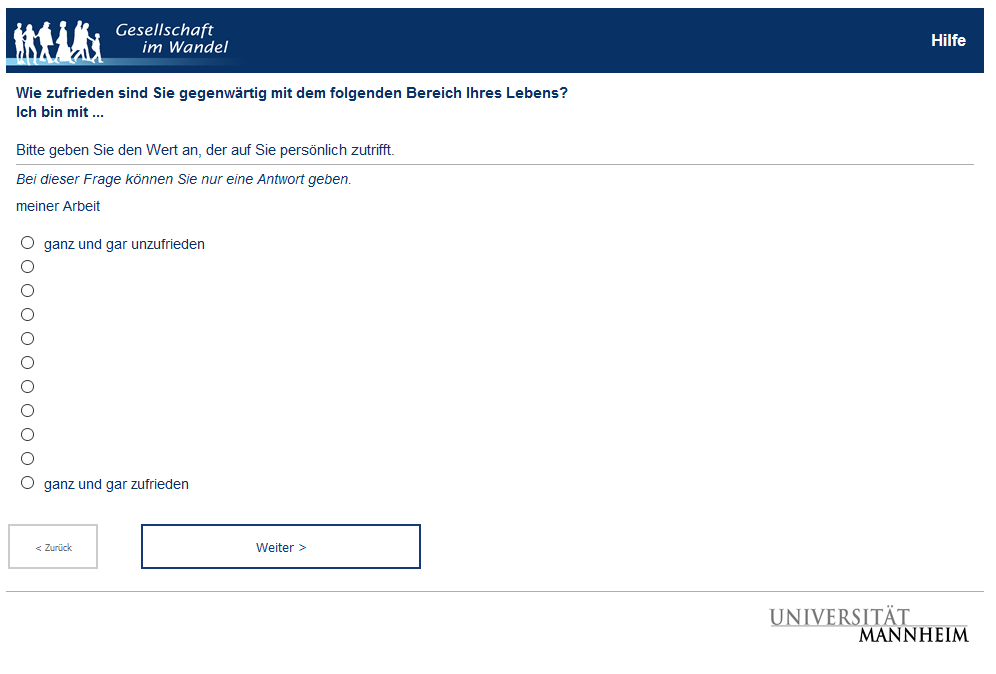 Gesellschaft
im Wandel
Hilfe
Wie zufrieden sind Sie gegenwärtig mit dem folgenden Bereich Ihres Lebens?
Ich bin mit ...
Bitte geben Sie den Wert an, der auf Sie persönlich zutrifft.
Bei dieser Frage können Sie nur eine Antwort geben.
meiner Arbeit
ganz und gar unzufrieden
ganz und gar zufrieden
< Zurück
Weiter >
UNIVERSITÄT
MANNHEIM